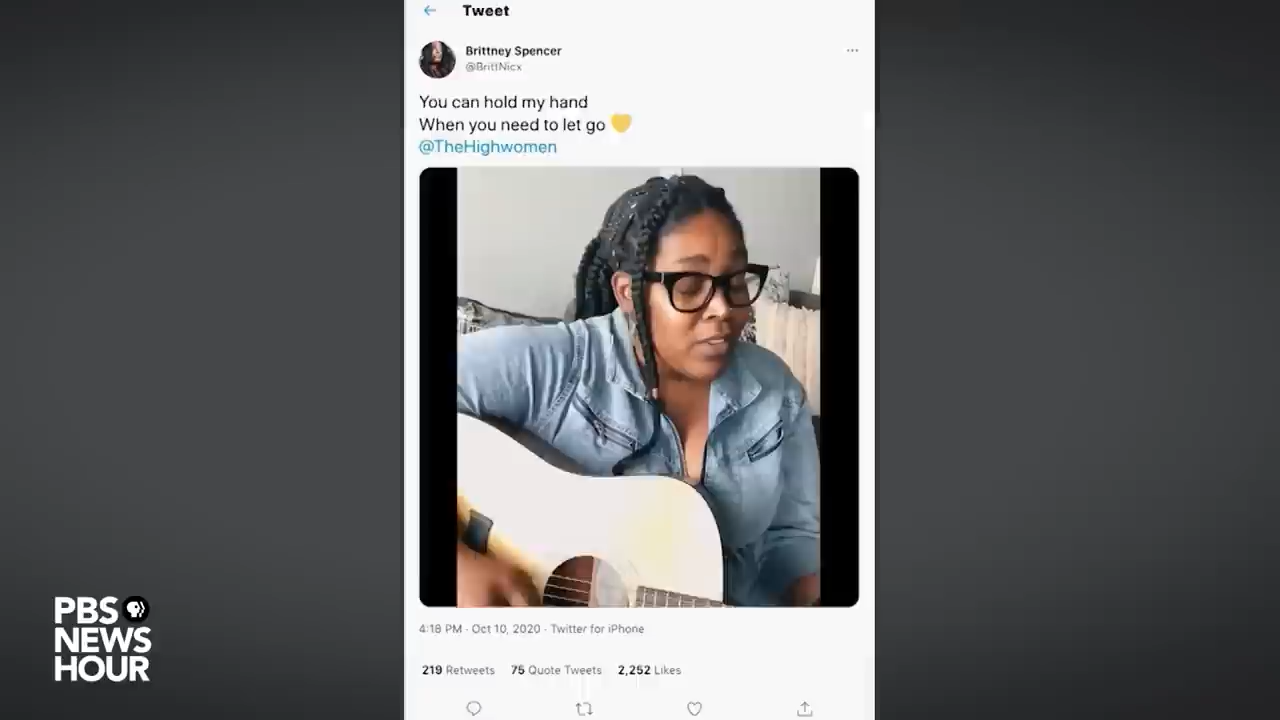 Tweet
Brittney Spencer
@BrittNicx
You can hold my hand
When you need to let go
@TheHighwomen
4:18 PM · Oct 10, 2020 · Twitter for iPhone
219 Retweets 75 Quote Tweets 2,252 Likes
PBS
NEWS
HOUR